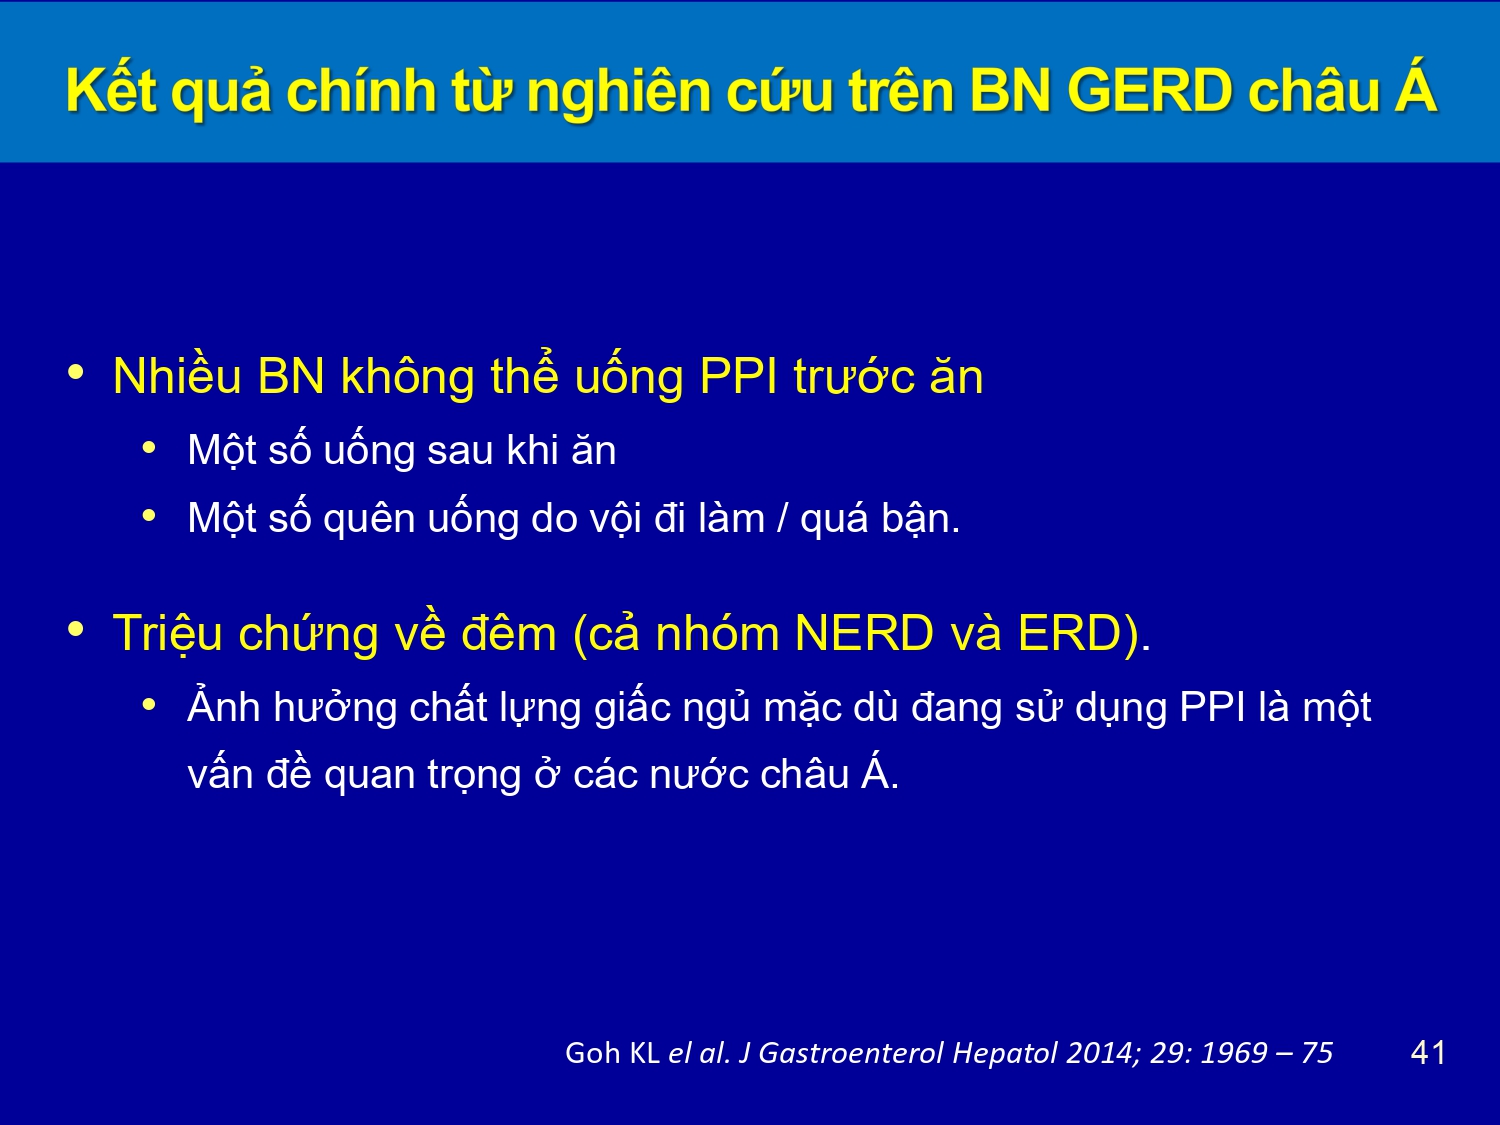 Kết quả chính từ nghiên cứu trên BN GERD châu Á
• Nhiều BN không thể uống PPI trước ăn
• Một số uống sau khi ăn
• Một số quên uống do vội đi làm / quá bận.
• Triệu chứng về đêm (cả nhóm NERD và ERD).
• Ảnh hưởng chất lựng giấc ngủ mặc dù đang sử dụng PPI là một
vấn đề quan trọng ở các nước châu Á.
Goh KL el al. J Gastroenterol Hepatol 2014; 29: 1969 – 75
41